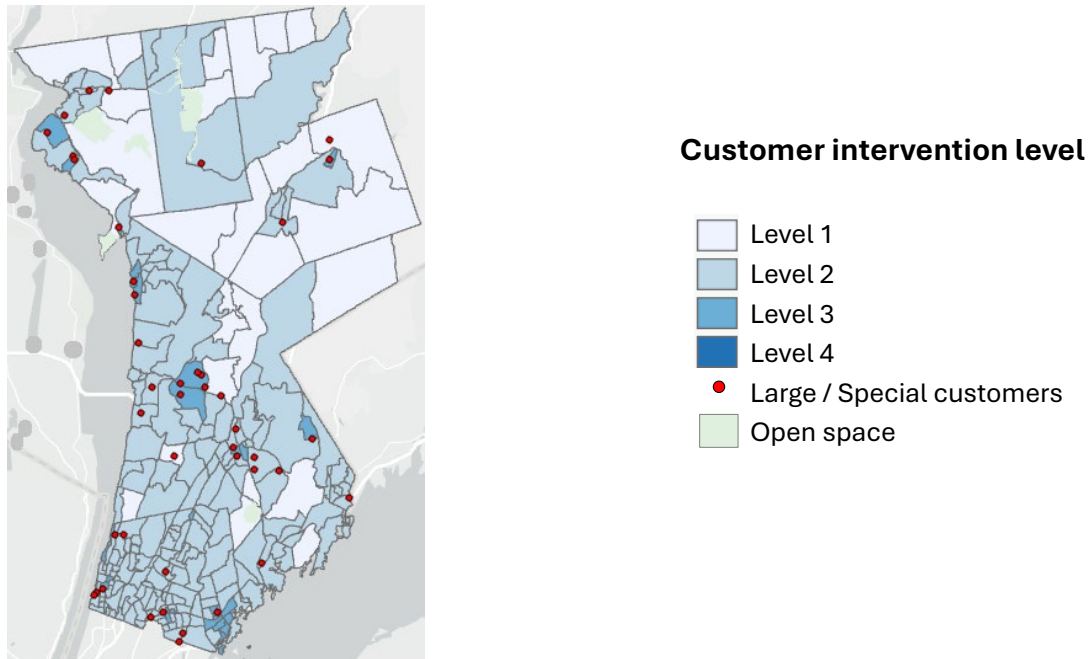 Customer intervention level
Level 1
Level 2
Level 3
Level 4
Large / Special customers
Open space